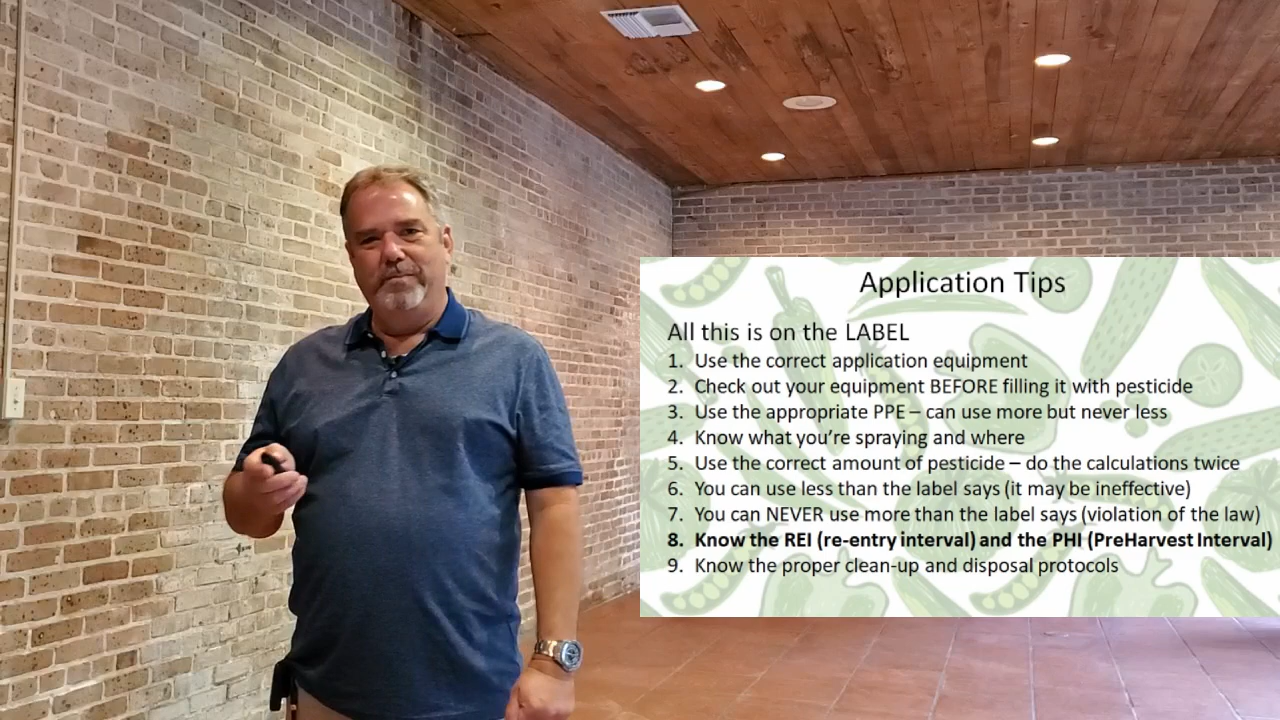 Application Tips
All this is on the LABEL
1. Use the correct application equipment
2. Check out your equipment BEFORE filling it with pesticide
3. Use the appropriate PPE – can use more but never less
4. Know what you're spraying and where
5. Use the correct amount of pesticide – do the calculations twice
6. You can use less than the label says (it may be ineffective)
7. You can NEVER use more than the label says (violation of the law)
8. Know the REI (re-entry interval) and the PHI (PreHarvest Interval)
9. Know the proper clean-up and disposal protocols